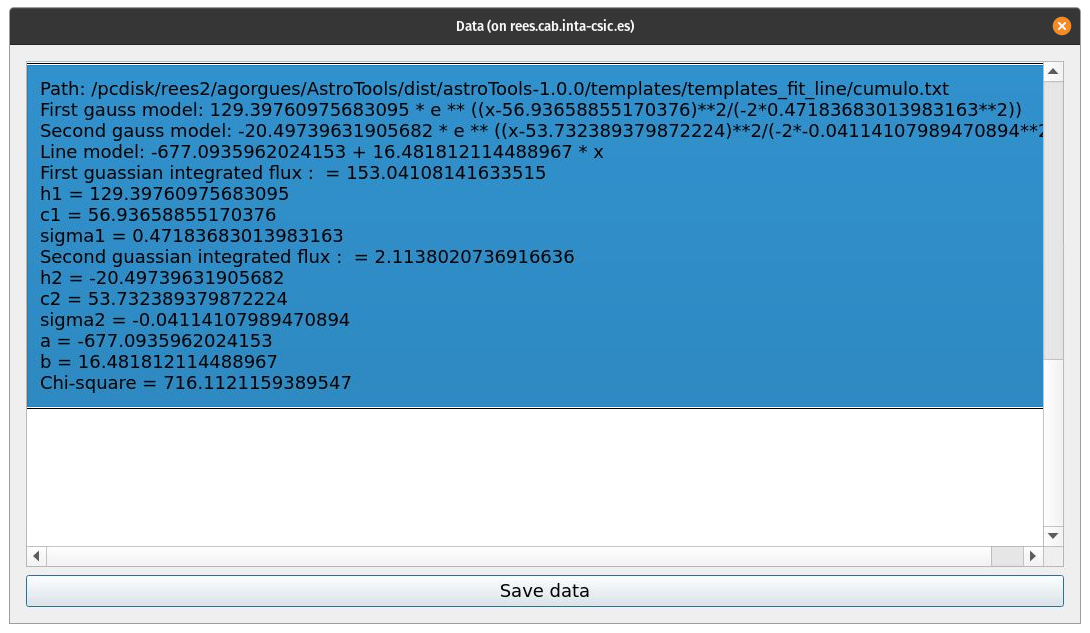 Data (on rees.cab.inta-csic.es)
Path: /pcdisk/rees2/agorgues/AstroTools/dist/astroTools-1.0.0/templates/templates_fit_line/cumulo.txt
First gauss model: 129.39760975683095 * e ** ((x-56.93658855170376)**2/(-2*0.47183683013983163**2))
Second gauss model: -20.49739631905682 * e ** ((x-53.732389379872224)**2/(-2*-0.04114107989470894**2
Line model: -677.0935962024153 + 16.481812114488967 * x
First guassian integrated flux :  = 153.04108141633515
h1 = 129.39760975683095
c1 = 56.93658855170376
sigma1 = 0.47183683013983163
Second guassian integrated flux :  = 2.1138020736916636
h2 = -20.49739631905682
c2 = 53.732389379872224
sigma2 = -0.04114107989470894
a = -677.0935962024153
b = 16.481812114488967
Chi-square = 716.1121159389547
Save data